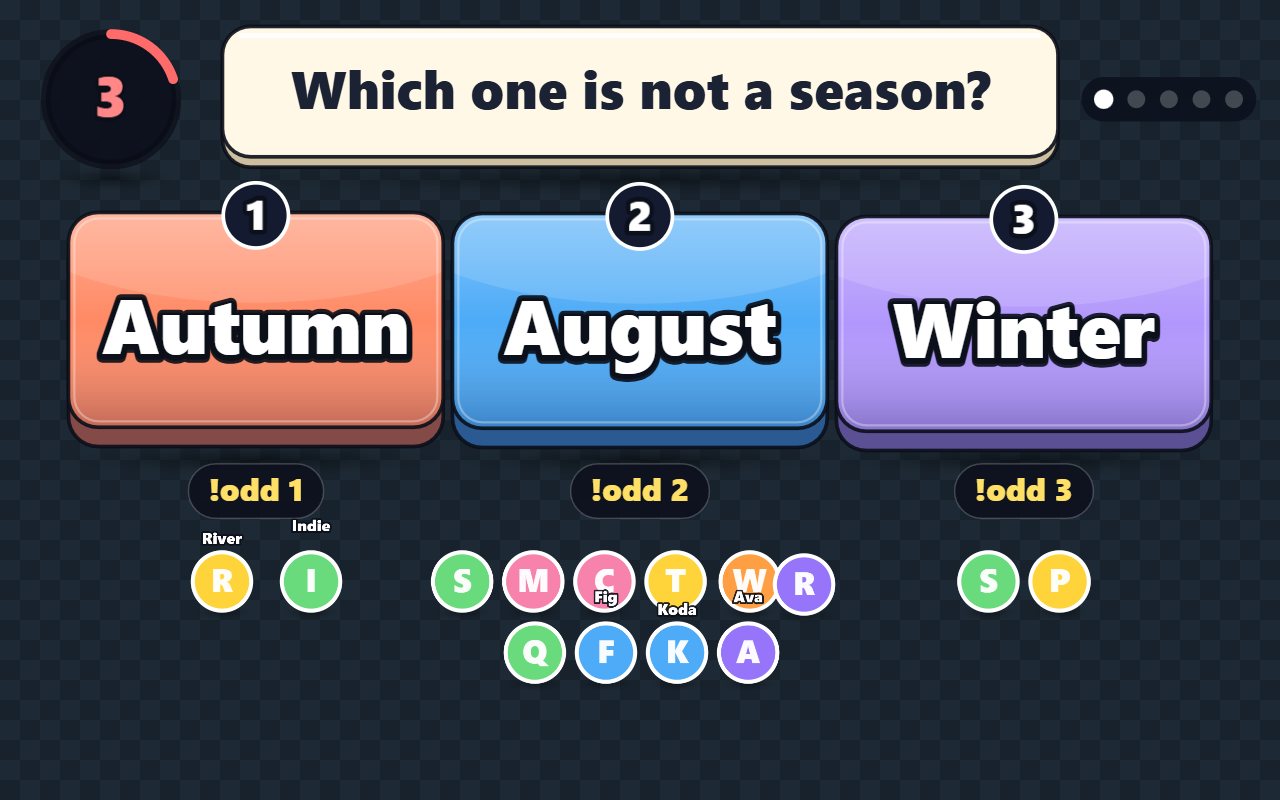 3
Which one is not a season?
1
2
3
Autumn
August
Winter
!odd 1
!odd 2
!odd 3
River
Indie
R
I
S
M
C
T
W
R
S
P
Fig
Koda
Ava
Q
F
K
A